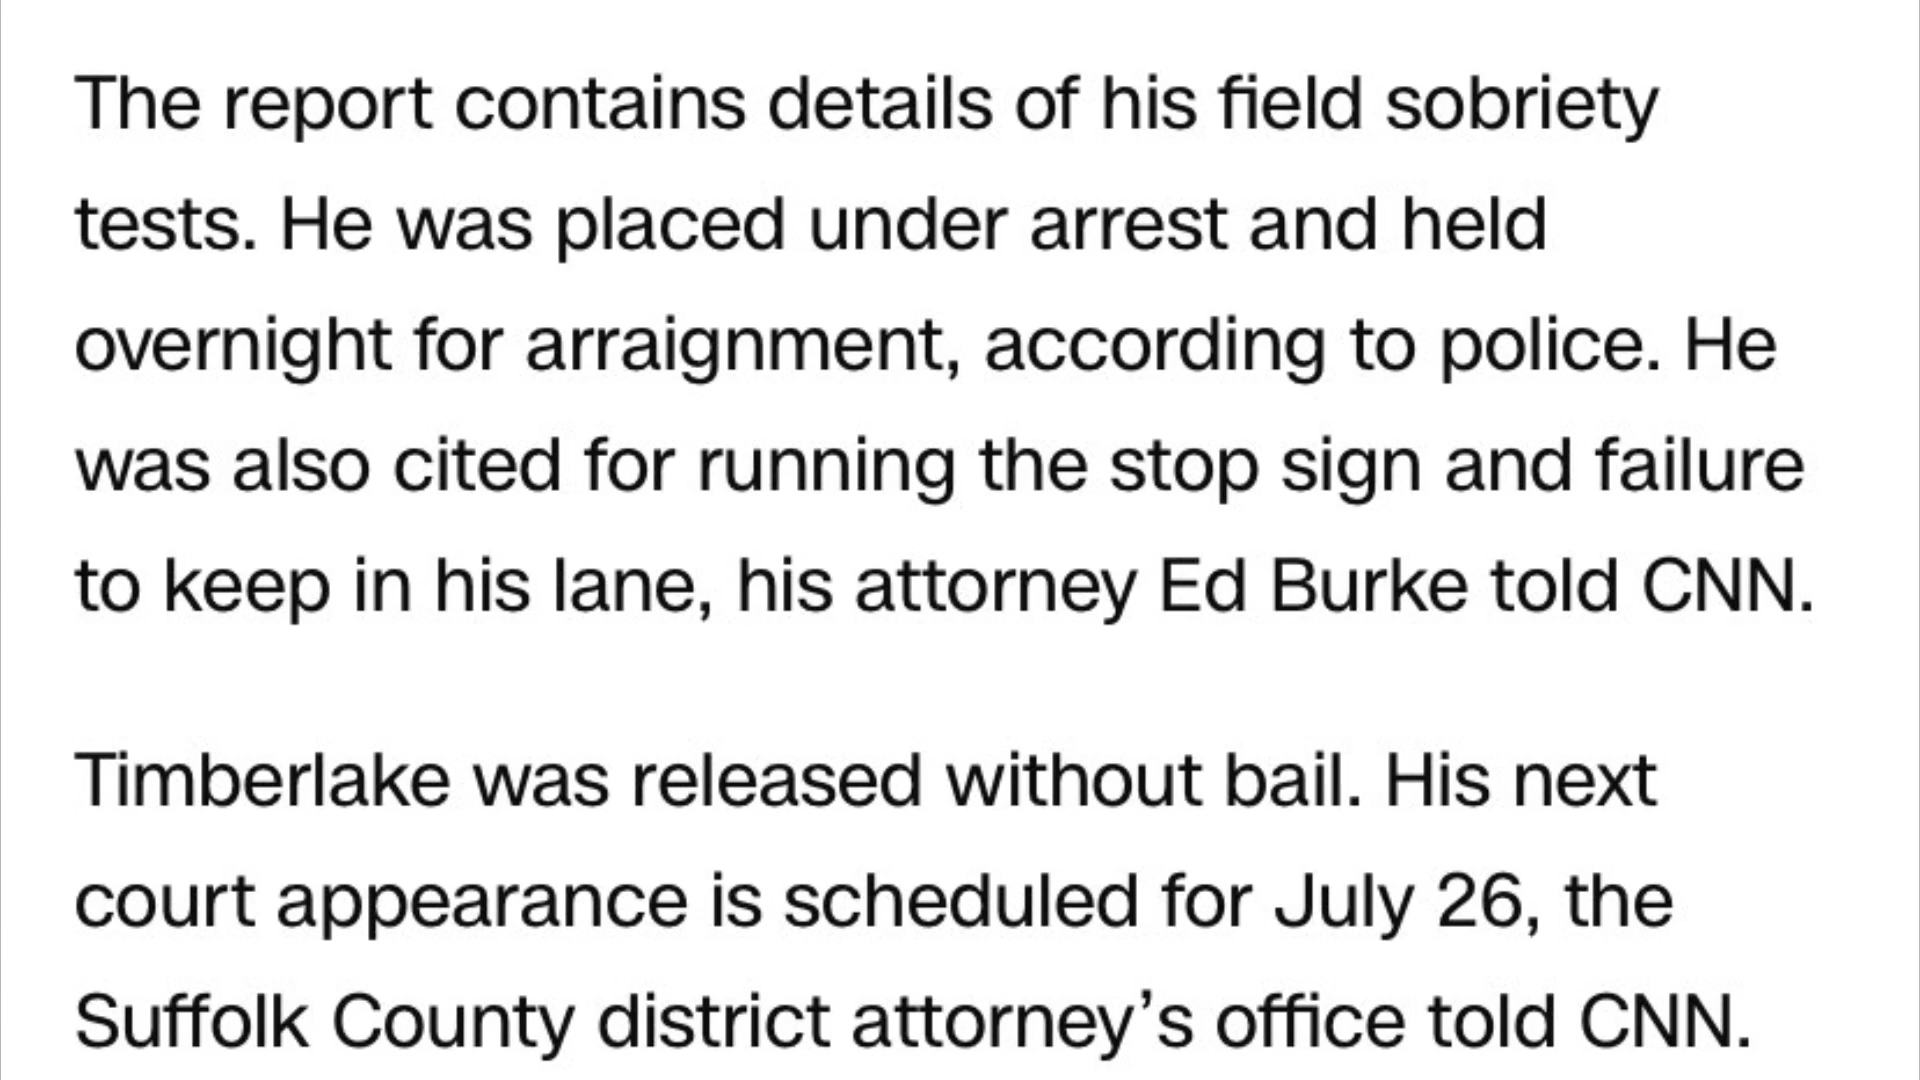 The report contains details of his field sobriety
tests. He was placed under arrest and held
overnight for arraignment, according to police. He
was also cited for running the stop sign and failure
to keep in his lane, his attorney Ed Burke told CNN.
Timberlake was released without bail. His next
court appearance is scheduled for July 26, the
Suffolk County district attorney’s office told CNN.